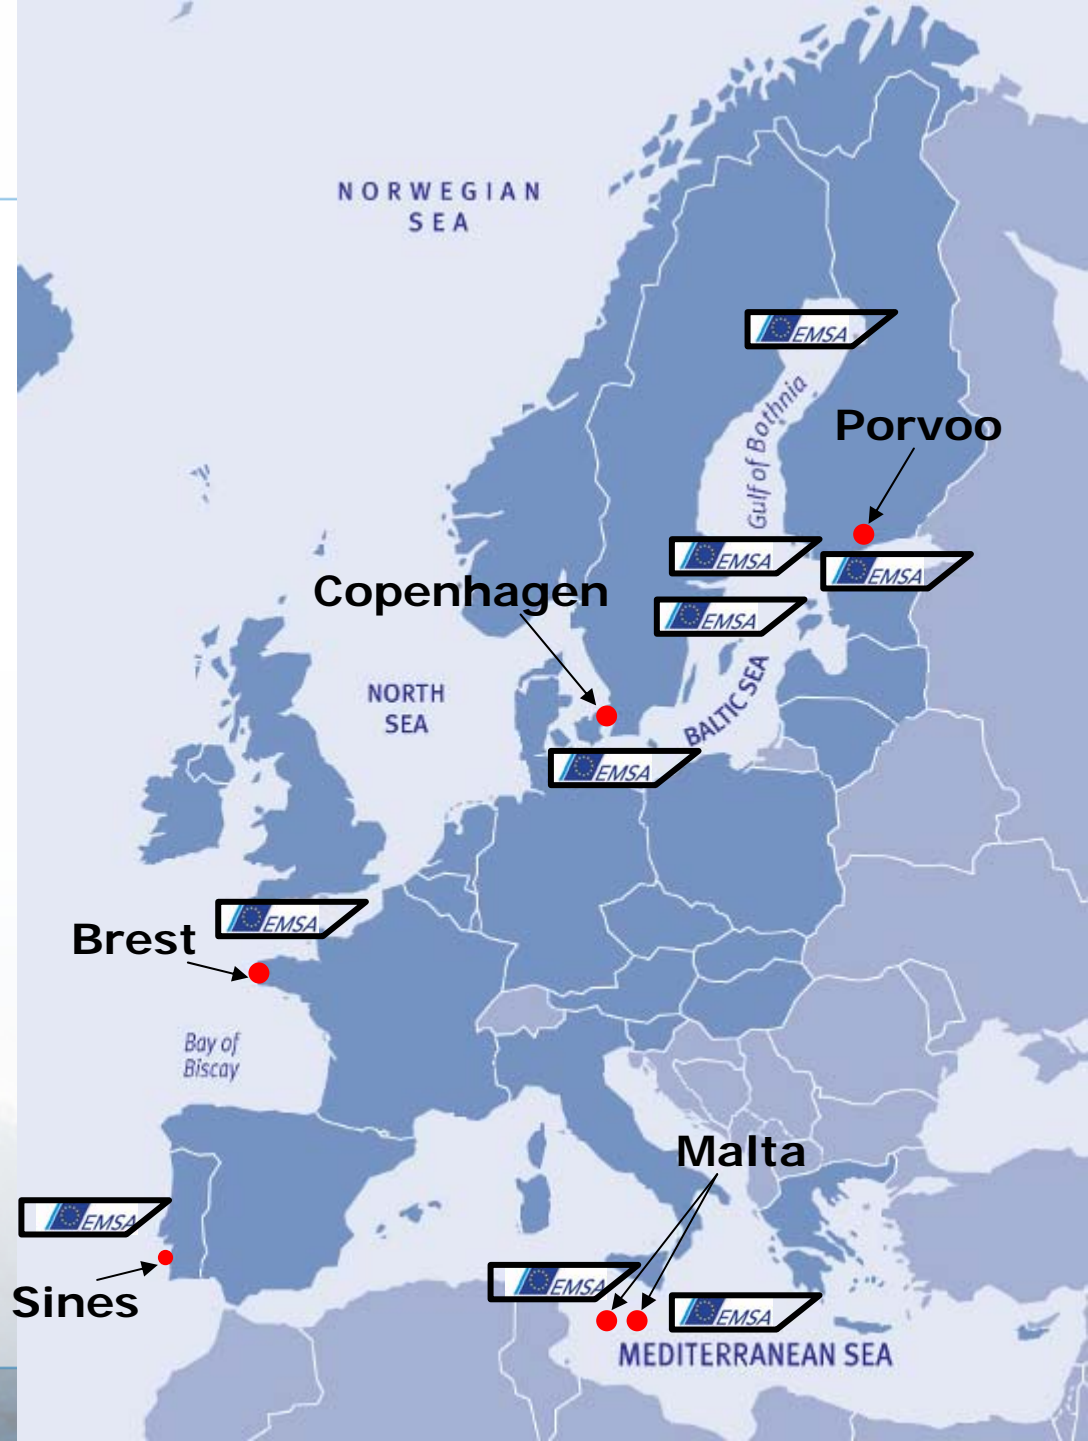 NORWEGIAN
SEA
EMSA
Gulf of Bothnia
Porvoo
EMSA
EMSA
Copenhagen
EMSA
NORTH
SEA
BALTIC SEA
EMSA
EMSA
Brest
Bay of
Biscay
Malta
EMSA
Sines
EMSA
EMSA
MEDITERRANEAN SEA